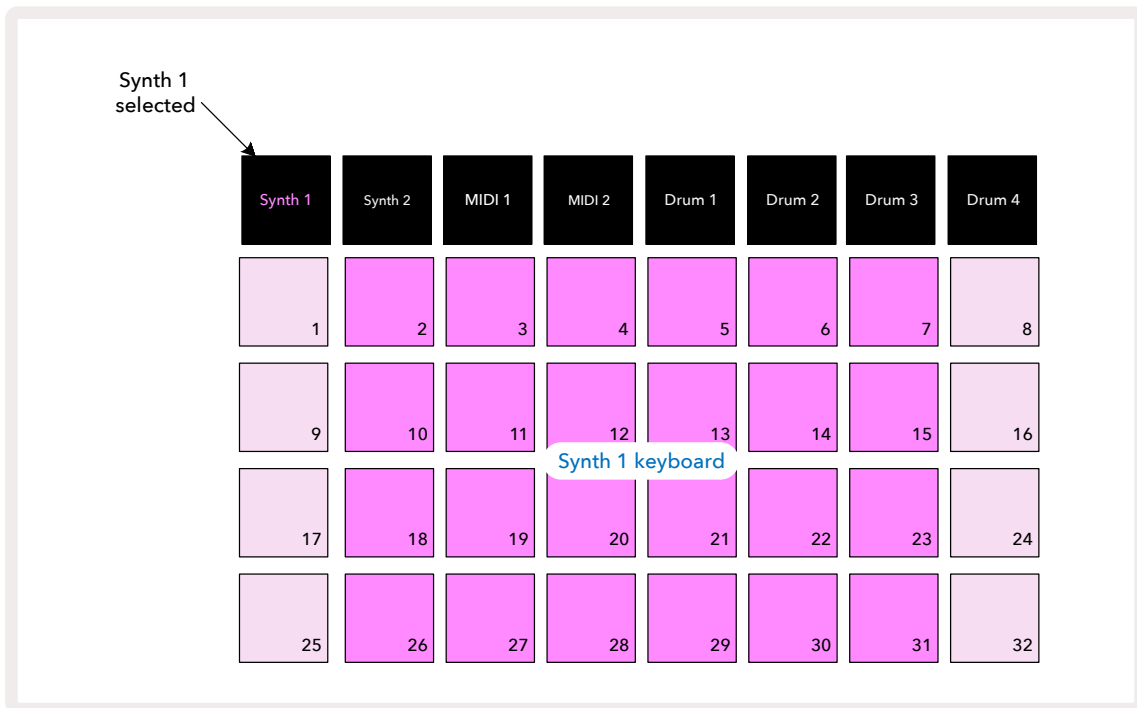 Synth 1
selected
Synth 1 Synth 2 MIDI 1 MIDI 2 Drum 1 Drum 2 Drum 3 Drum 4
1 2 3 4 5 6 7 8
9 10 11 12 13 14 15 16
Synth 1 keyboard
17 18 19 20 21 22 23 24
25 26 27 28 29 30 31 32